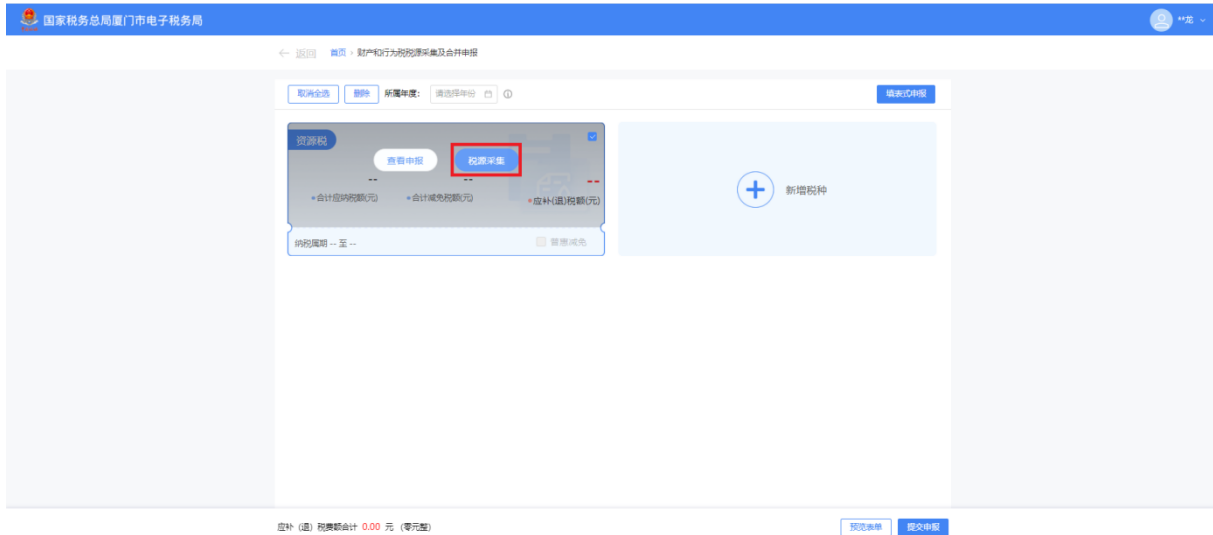 国家税务总局厦门市电子税务局
**龙
返回 首页 › 财产和行为税税源采集及合并申报
取消全选 删除 所属年度： 请选择年份 填表式申报
资源税
查看申报 税源采集
-- -- --
合计应纳税额(元) 合计减免税额(元) 应补(退)税额(元)
纳税属期 -- 至 -- 普惠减免
新增税种
应补（退）税费额合计 0.00 元 （零元整） 预览表单 提交申报